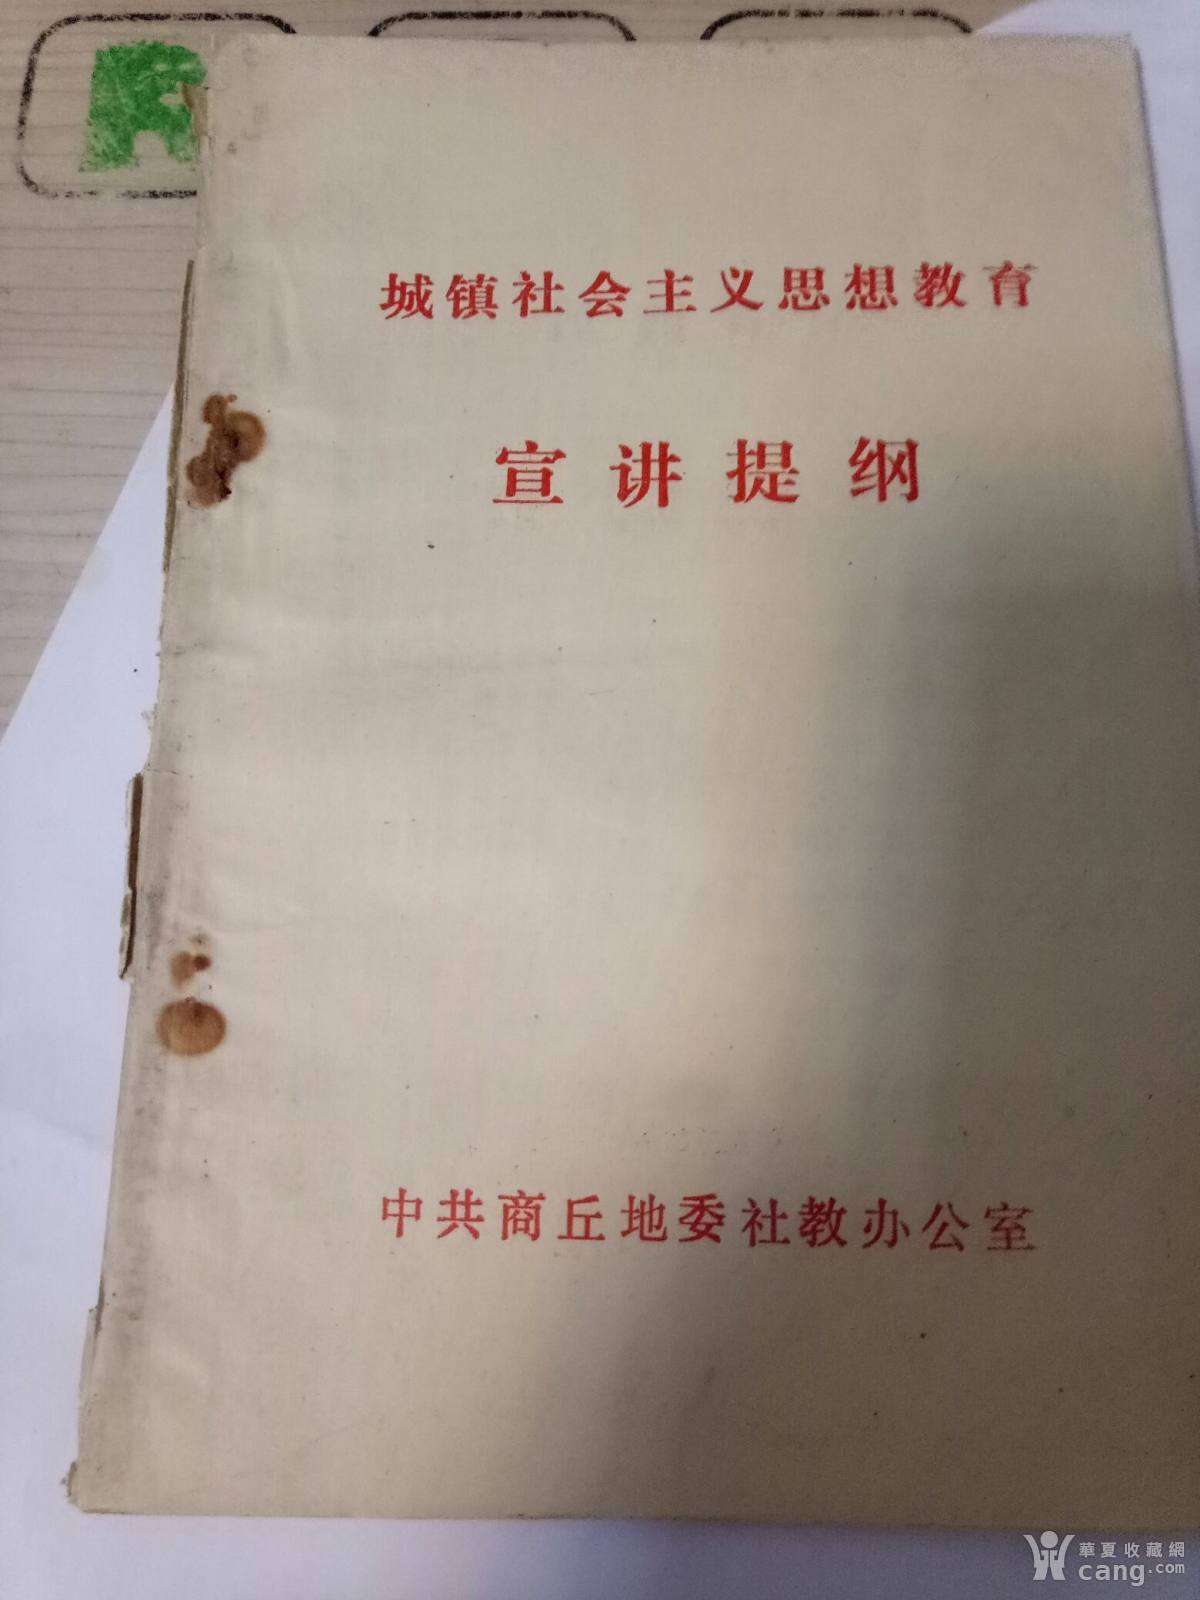 城镇社会主义思想教育
宣讲提纲
中共商丘地委社教办公室
華夏收藏網
cang.com